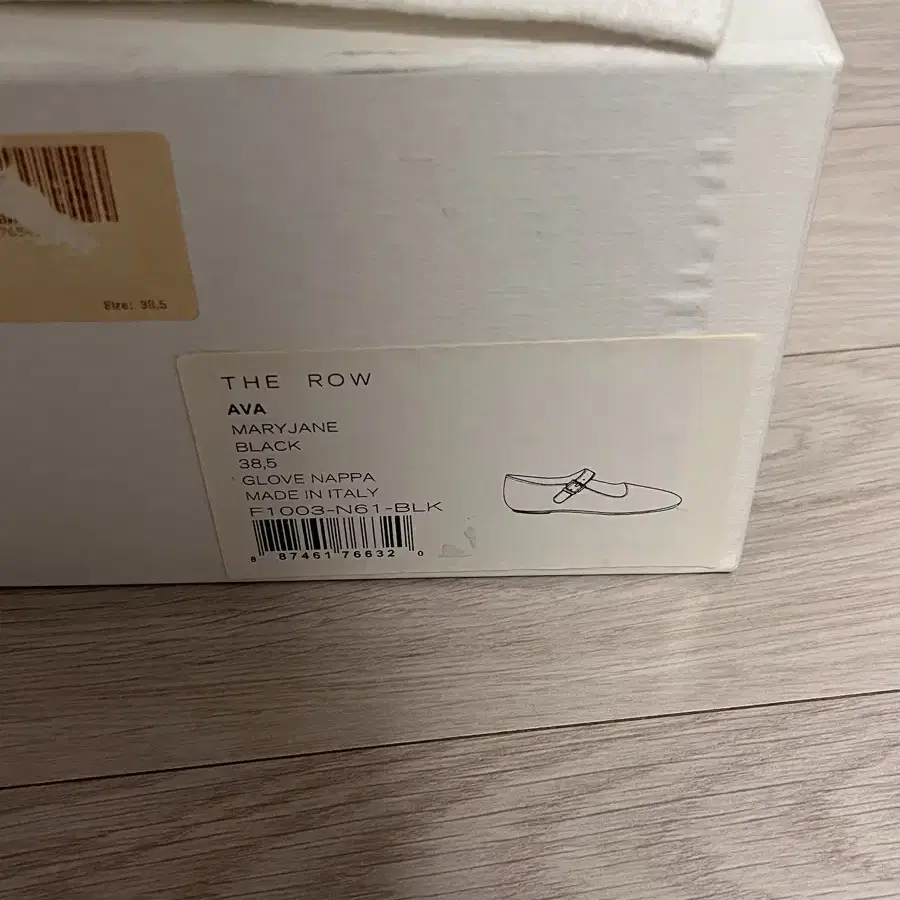 Size: 38.5
THE ROW
AVA
MARYJANE
BLACK
38,5
GLOVE NAPPA
MADE IN ITALY
F1003-N61-BLK
8 87461 76632 0